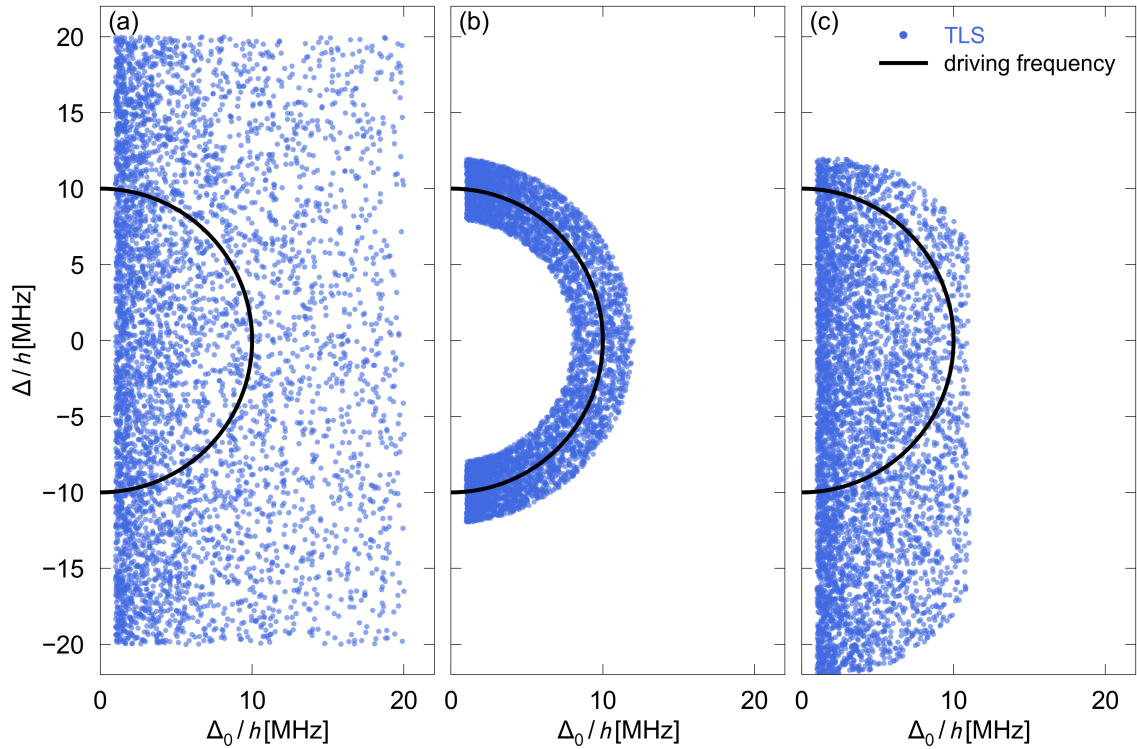 (a)
(b)
(c)
TLS
driving frequency
20
15
10
5
0
−5
−10
−15
−20
Δ / h [MHz]
0
10
20
0
10
20
0
10
20
Δ₀ / h [MHz]
Δ₀ / h [MHz]
Δ₀ / h [MHz]